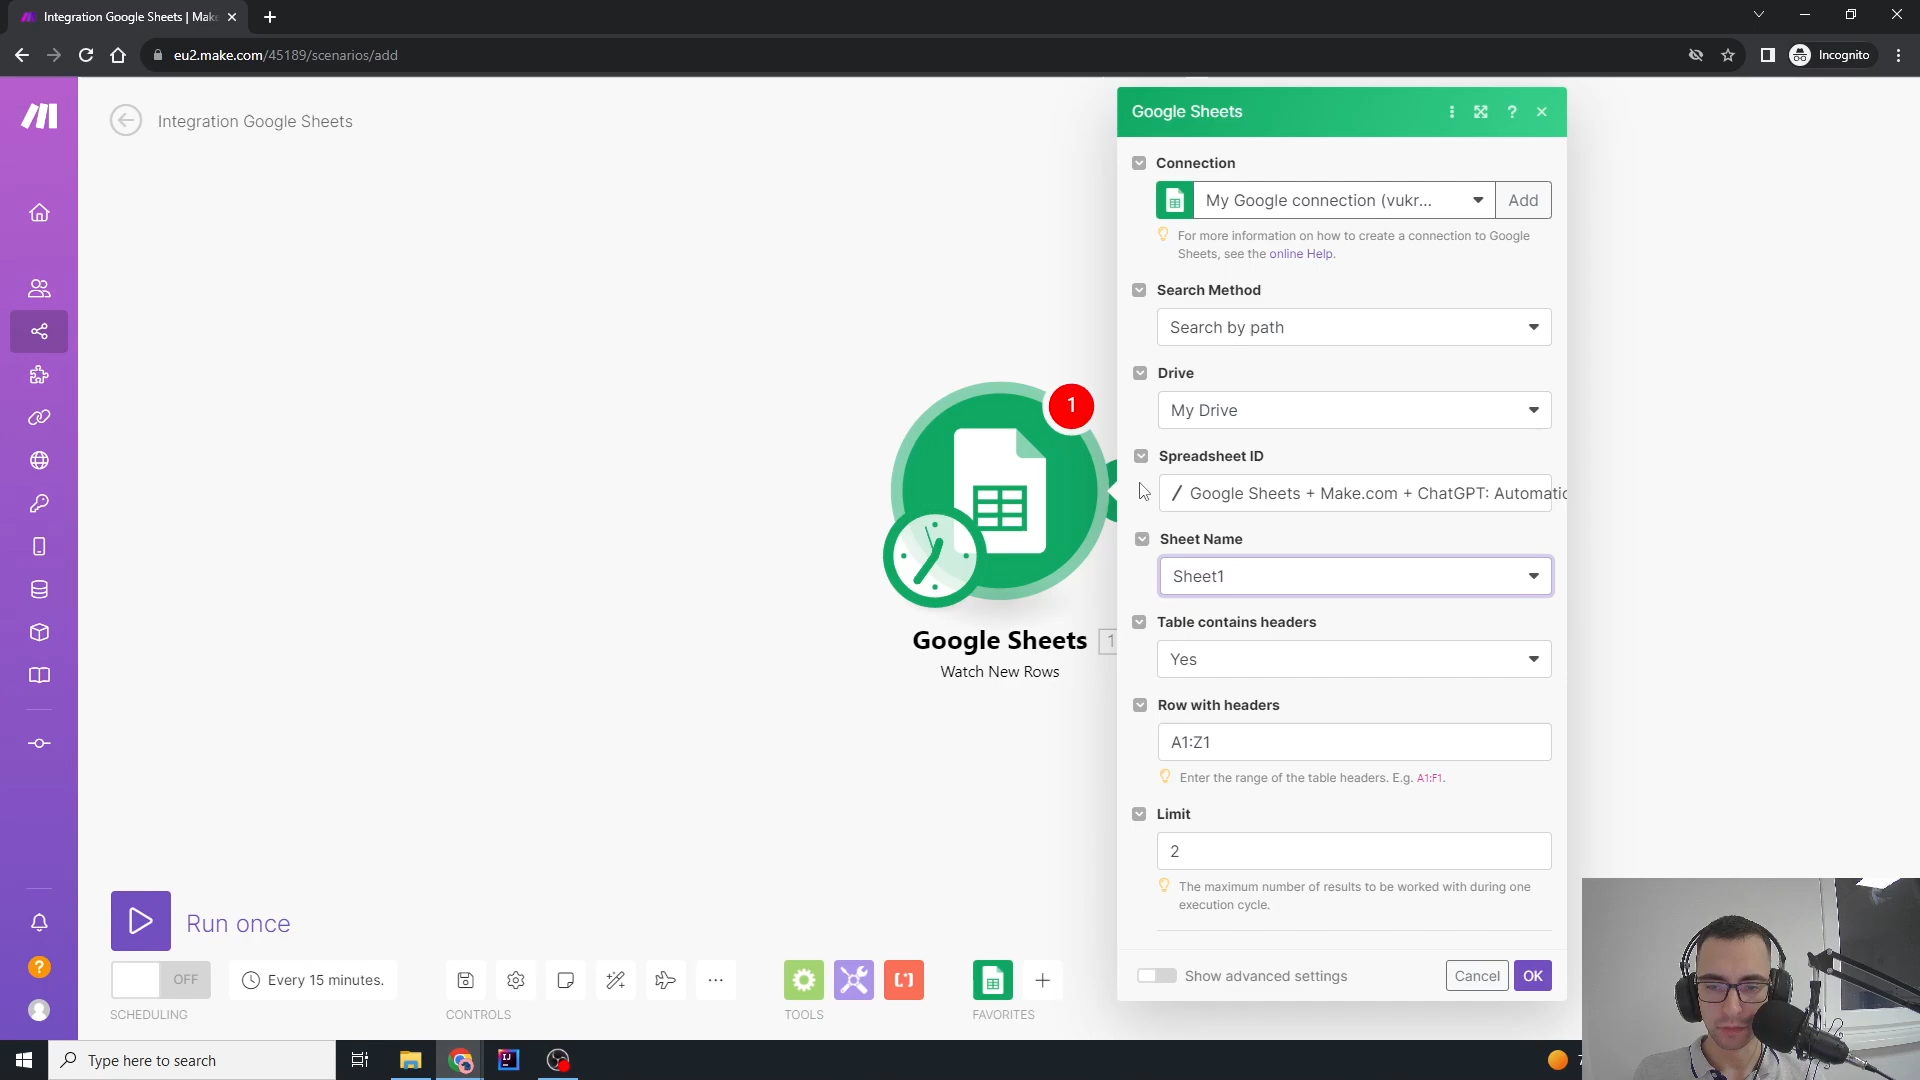 Integration Google Sheets | Make
eu2.make.com/45189/scenarios/add
Incognito
Integration Google Sheets
Google Sheets
Connection
My Google connection (vukr...
Add
For more information on how to create a connection to Google
Sheets, see the online Help.
Search Method
Search by path
Drive
My Drive
Spreadsheet ID
/ Google Sheets + Make.com + ChatGPT: Automatic
Sheet Name
Sheet1
Table contains headers
Yes
Row with headers
A1:Z1
Enter the range of the table headers. E.g. A1:F1.
Limit
2
The maximum number of results to be worked with during one
execution cycle.
Show advanced settings
Cancel
OK
1
Google Sheets 1
Watch New Rows
Run once
OFF
Every 15 minutes.
SCHEDULING
CONTROLS
TOOLS
[.*]
FAVORITES
?
Type here to search
IJ